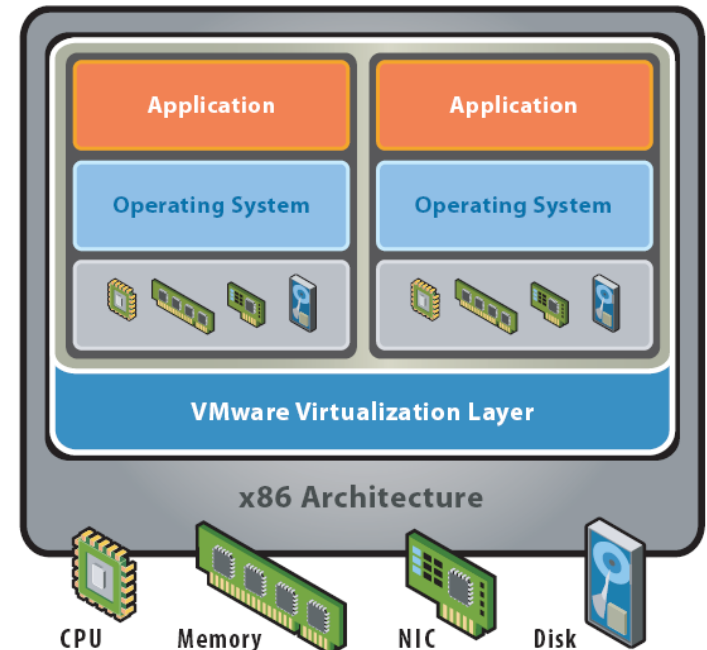 Application
Application
Operating System
Operating System
VMware Virtualization Layer
x86 Architecture
CPU
Memory
NIC
Disk